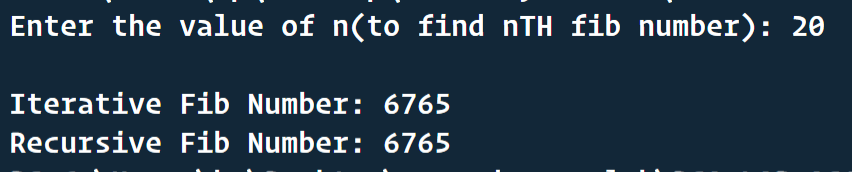 Enter the value of n(to find nTH fib number): 20
Iterative Fib Number: 6765
Recursive Fib Number: 6765